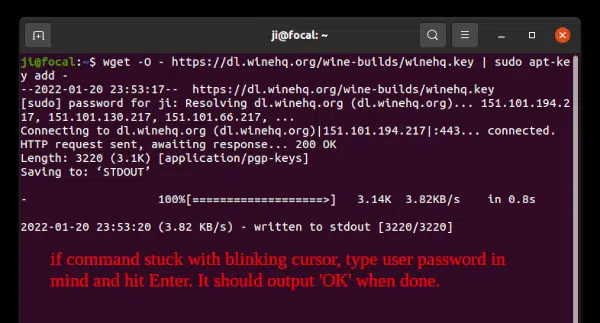 ji@focal: ~
ji@focal:~$ wget -O - https://dl.winehq.org/wine-builds/winehq.key | sudo apt-ke
y add -
--2022-01-20 23:53:17--  https://dl.winehq.org/wine-builds/winehq.key
[sudo] password for ji: Resolving dl.winehq.org (dl.winehq.org)... 151.101.194.2
17, 151.101.130.217, 151.101.66.217, ...
Connecting to dl.winehq.org (dl.winehq.org)|151.101.194.217|:443... connected.
HTTP request sent, awaiting response... 200 OK
Length: 3220 (3.1K) [application/pgp-keys]
Saving to: ‘STDOUT’
-                   100%[===================>]   3.14K  3.82KB/s    in 0.8s
2022-01-20 23:53:20 (3.82 KB/s) - written to stdout [3220/3220]
if command stuck with blinking cursor, type user password in
mind and hit Enter. It should output 'OK' when done.